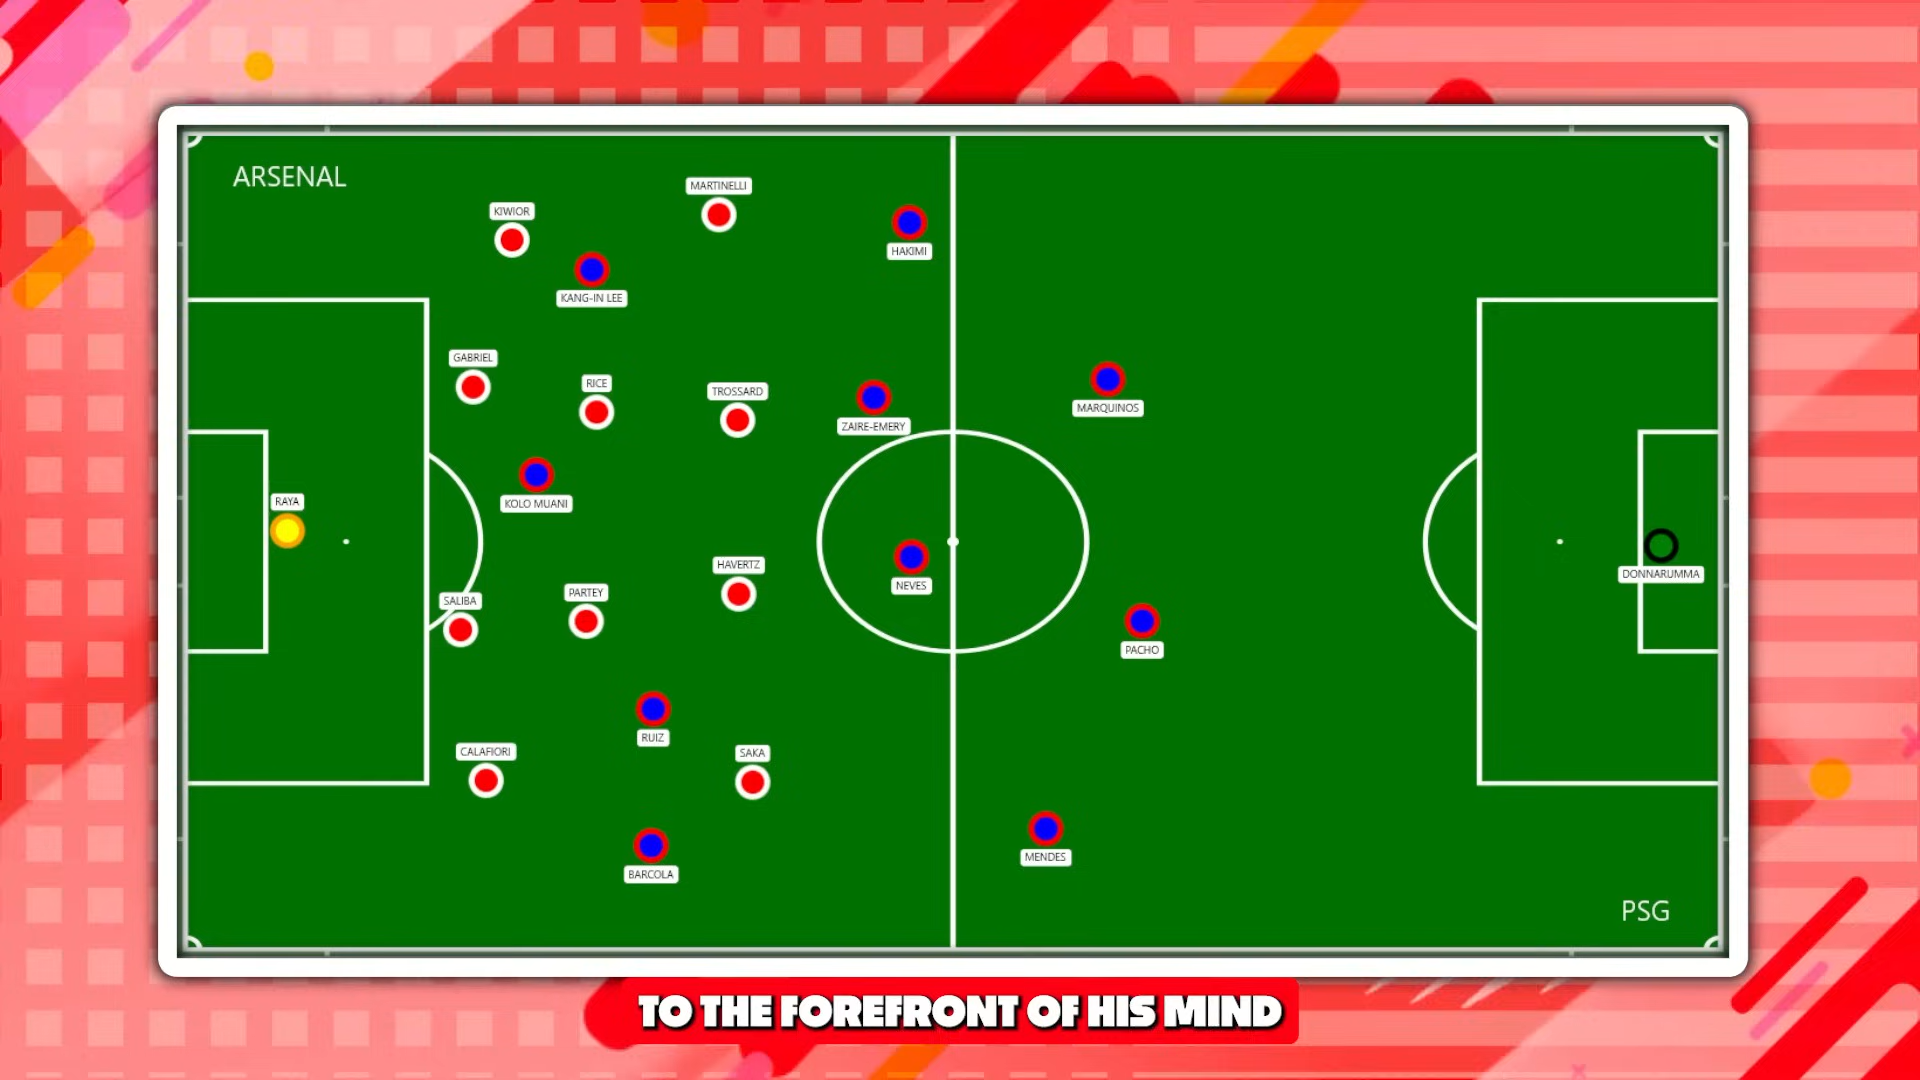 ARSENAL
MARTINELLI
KIWIOR
HAKIMI
KANG-IN LEE
GABRIEL
RICE
TROSSARD
MARQUINOS
ZAIRE-EMERY
RAYA
KOLO MUANI
HAVERTZ
NEVES
DONNARUMMA
SALIBA
PARTEY
PACHO
RUIZ
CALAFIORI
SAKA
MENDES
BARCOLA
PSG
TO THE FOREFRONT OF HIS MIND